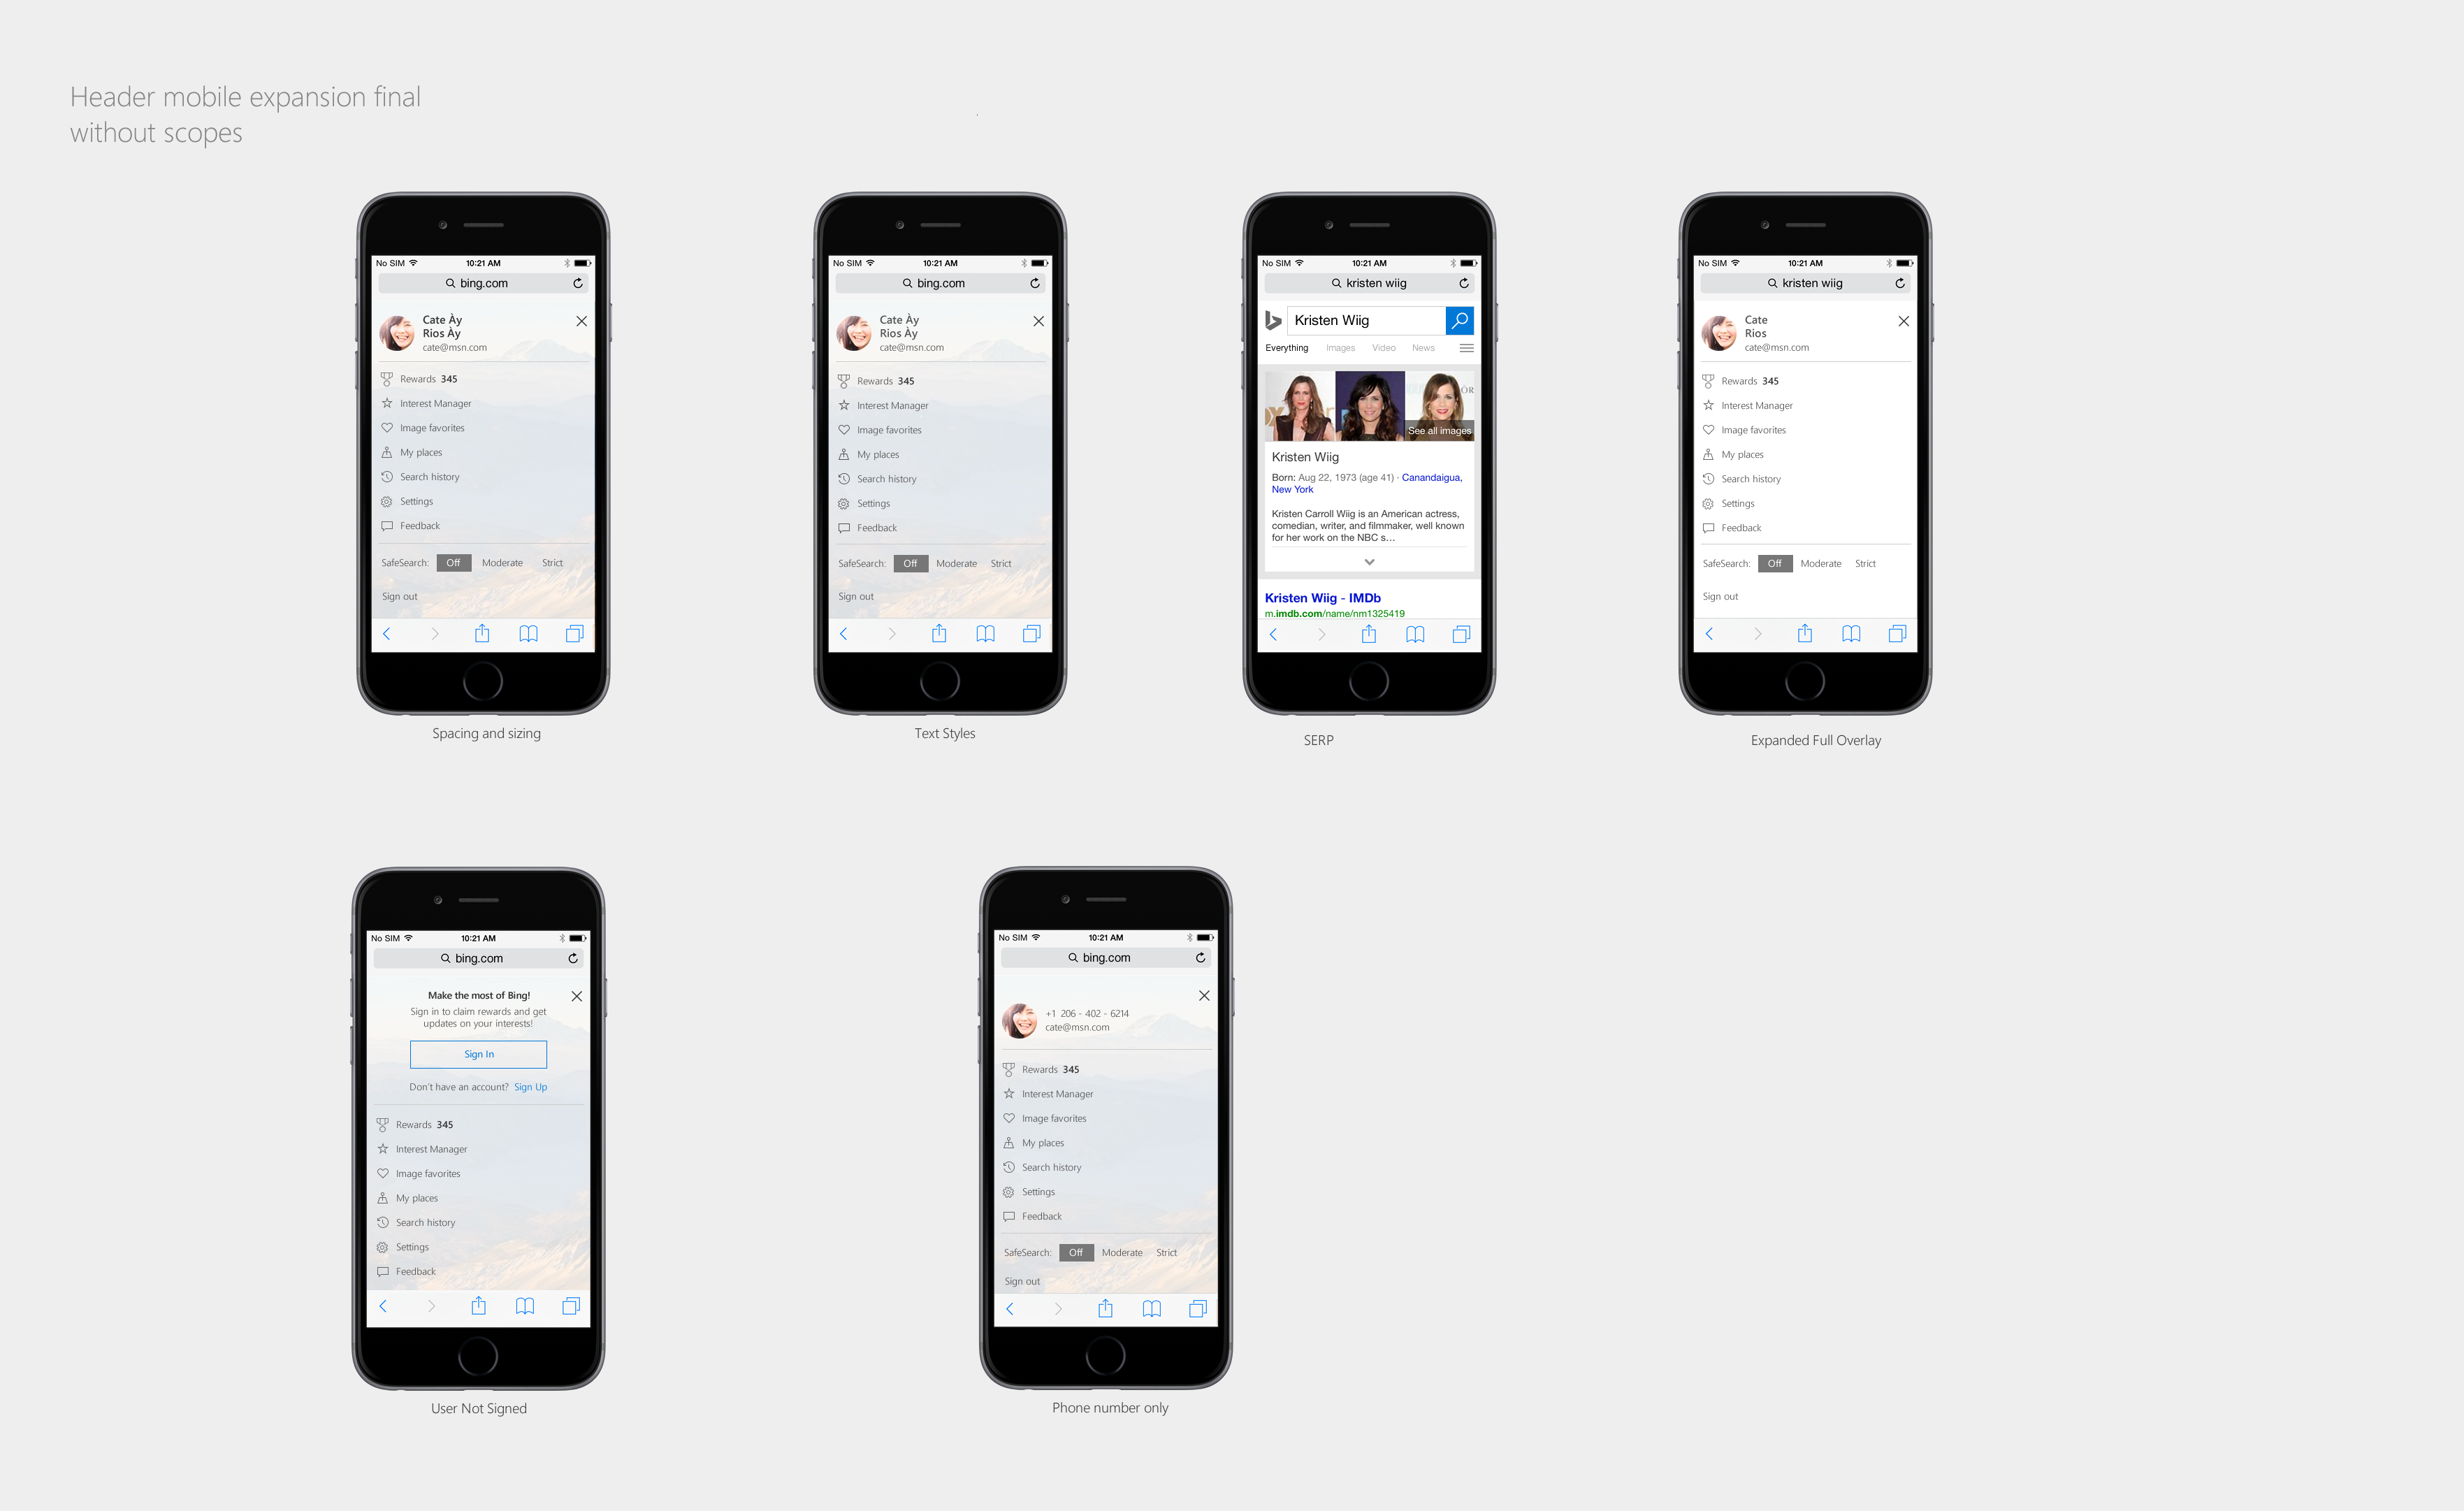 Header mobile expansion final
without scopes
No SIM 10:21 AM
bing.com
Cate Ày
Rios Ày
cate@msn.com
Rewards 345
Interest Manager
Image favorites
My places
Search history
Settings
Feedback
SafeSearch: Off Moderate Strict
Sign out
Spacing and sizing
No SIM 10:21 AM
bing.com
Cate Ày
Rios Ày
cate@msn.com
Rewards 345
Interest Manager
Image favorites
My places
Search history
Settings
Feedback
SafeSearch: Off Moderate Strict
Sign out
Text Styles
No SIM 10:21 AM
kristen wiig
Kristen Wiig
Everything Images Video News
See all images
Kristen Wiig
Born: Aug 22, 1973 (age 41) · Canandaigua,
New York
Kristen Carroll Wiig is an American actress,
comedian, writer, and filmmaker, well known
for her work on the NBC s...
Kristen Wiig - IMDb
m.imdb.com/name/nm1325419
SERP
No SIM 10:21 AM
kristen wiig
Cate
Rios
cate@msn.com
Rewards 345
Interest Manager
Image favorites
My places
Search history
Settings
Feedback
SafeSearch: Off Moderate Strict
Sign out
Expanded Full Overlay
No SIM 10:21 AM
bing.com
Make the most of Bing!
Sign in to claim rewards and get
updates on your interests!
Sign In
Don't have an account? Sign Up
Rewards 345
Interest Manager
Image favorites
My places
Search history
Settings
Feedback
User Not Signed
No SIM 10:21 AM
bing.com
+1 206 - 402 - 6214
cate@msn.com
Rewards 345
Interest Manager
Image favorites
My places
Search history
Settings
Feedback
SafeSearch: Off Moderate Strict
Sign out
Phone number only